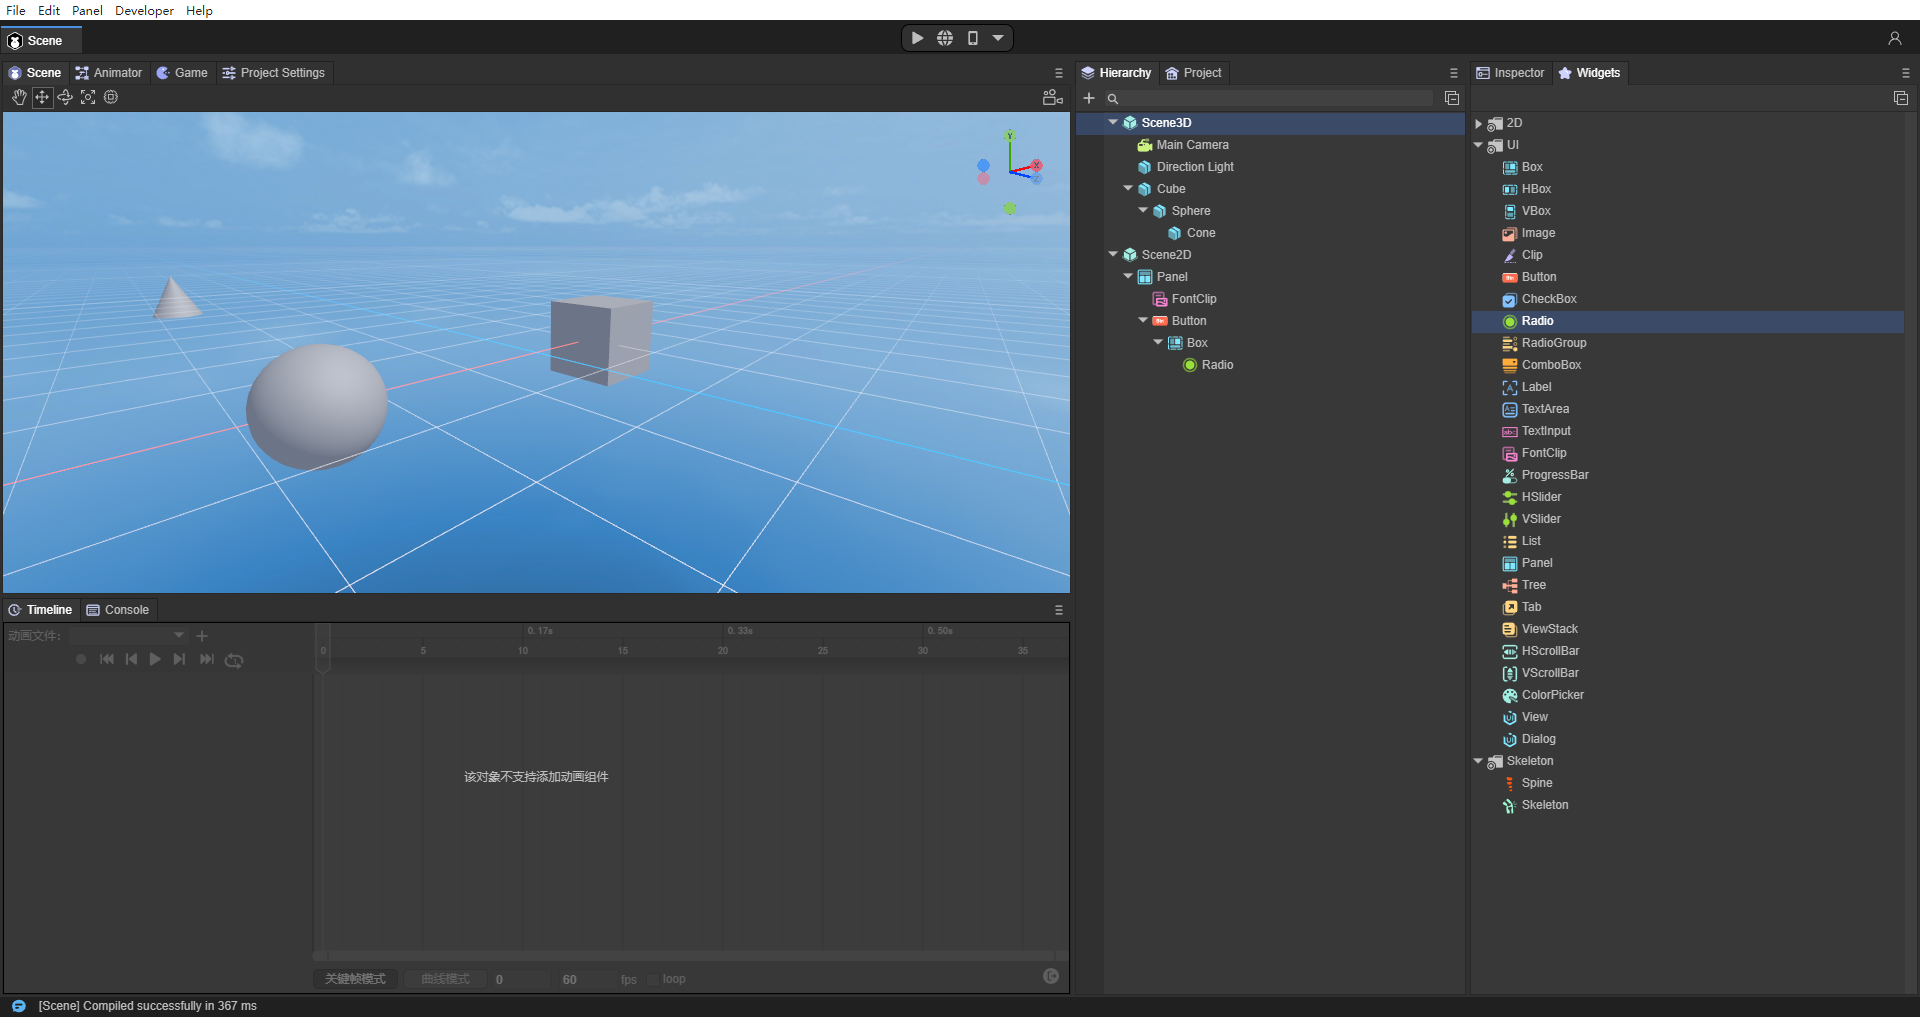 File Edit Panel Developer Help
Scene
Scene Animator Game Project Settings
Y
X
Z
Timeline Console
动画文件:
0.17s 0.33s 0.50s
0 5 10 15 20 25 30 35
该对象不支持添加动画组件
关键帧模式 曲线模式 0 60 fps loop
Hierarchy Project
Scene3D
Main Camera
Direction Light
Cube
Sphere
Cone
Scene2D
Panel
FontClip
Button
Box
Radio
Inspector Widgets
2D
UI
Box
HBox
VBox
Image
Clip
Button
CheckBox
Radio
RadioGroup
ComboBox
Label
TextArea
TextInput
FontClip
ProgressBar
HSlider
VSlider
List
Panel
Tree
Tab
ViewStack
HScrollBar
VScrollBar
ColorPicker
View
Dialog
Skeleton
Spine
Skeleton
[Scene] Compiled successfully in 367 ms